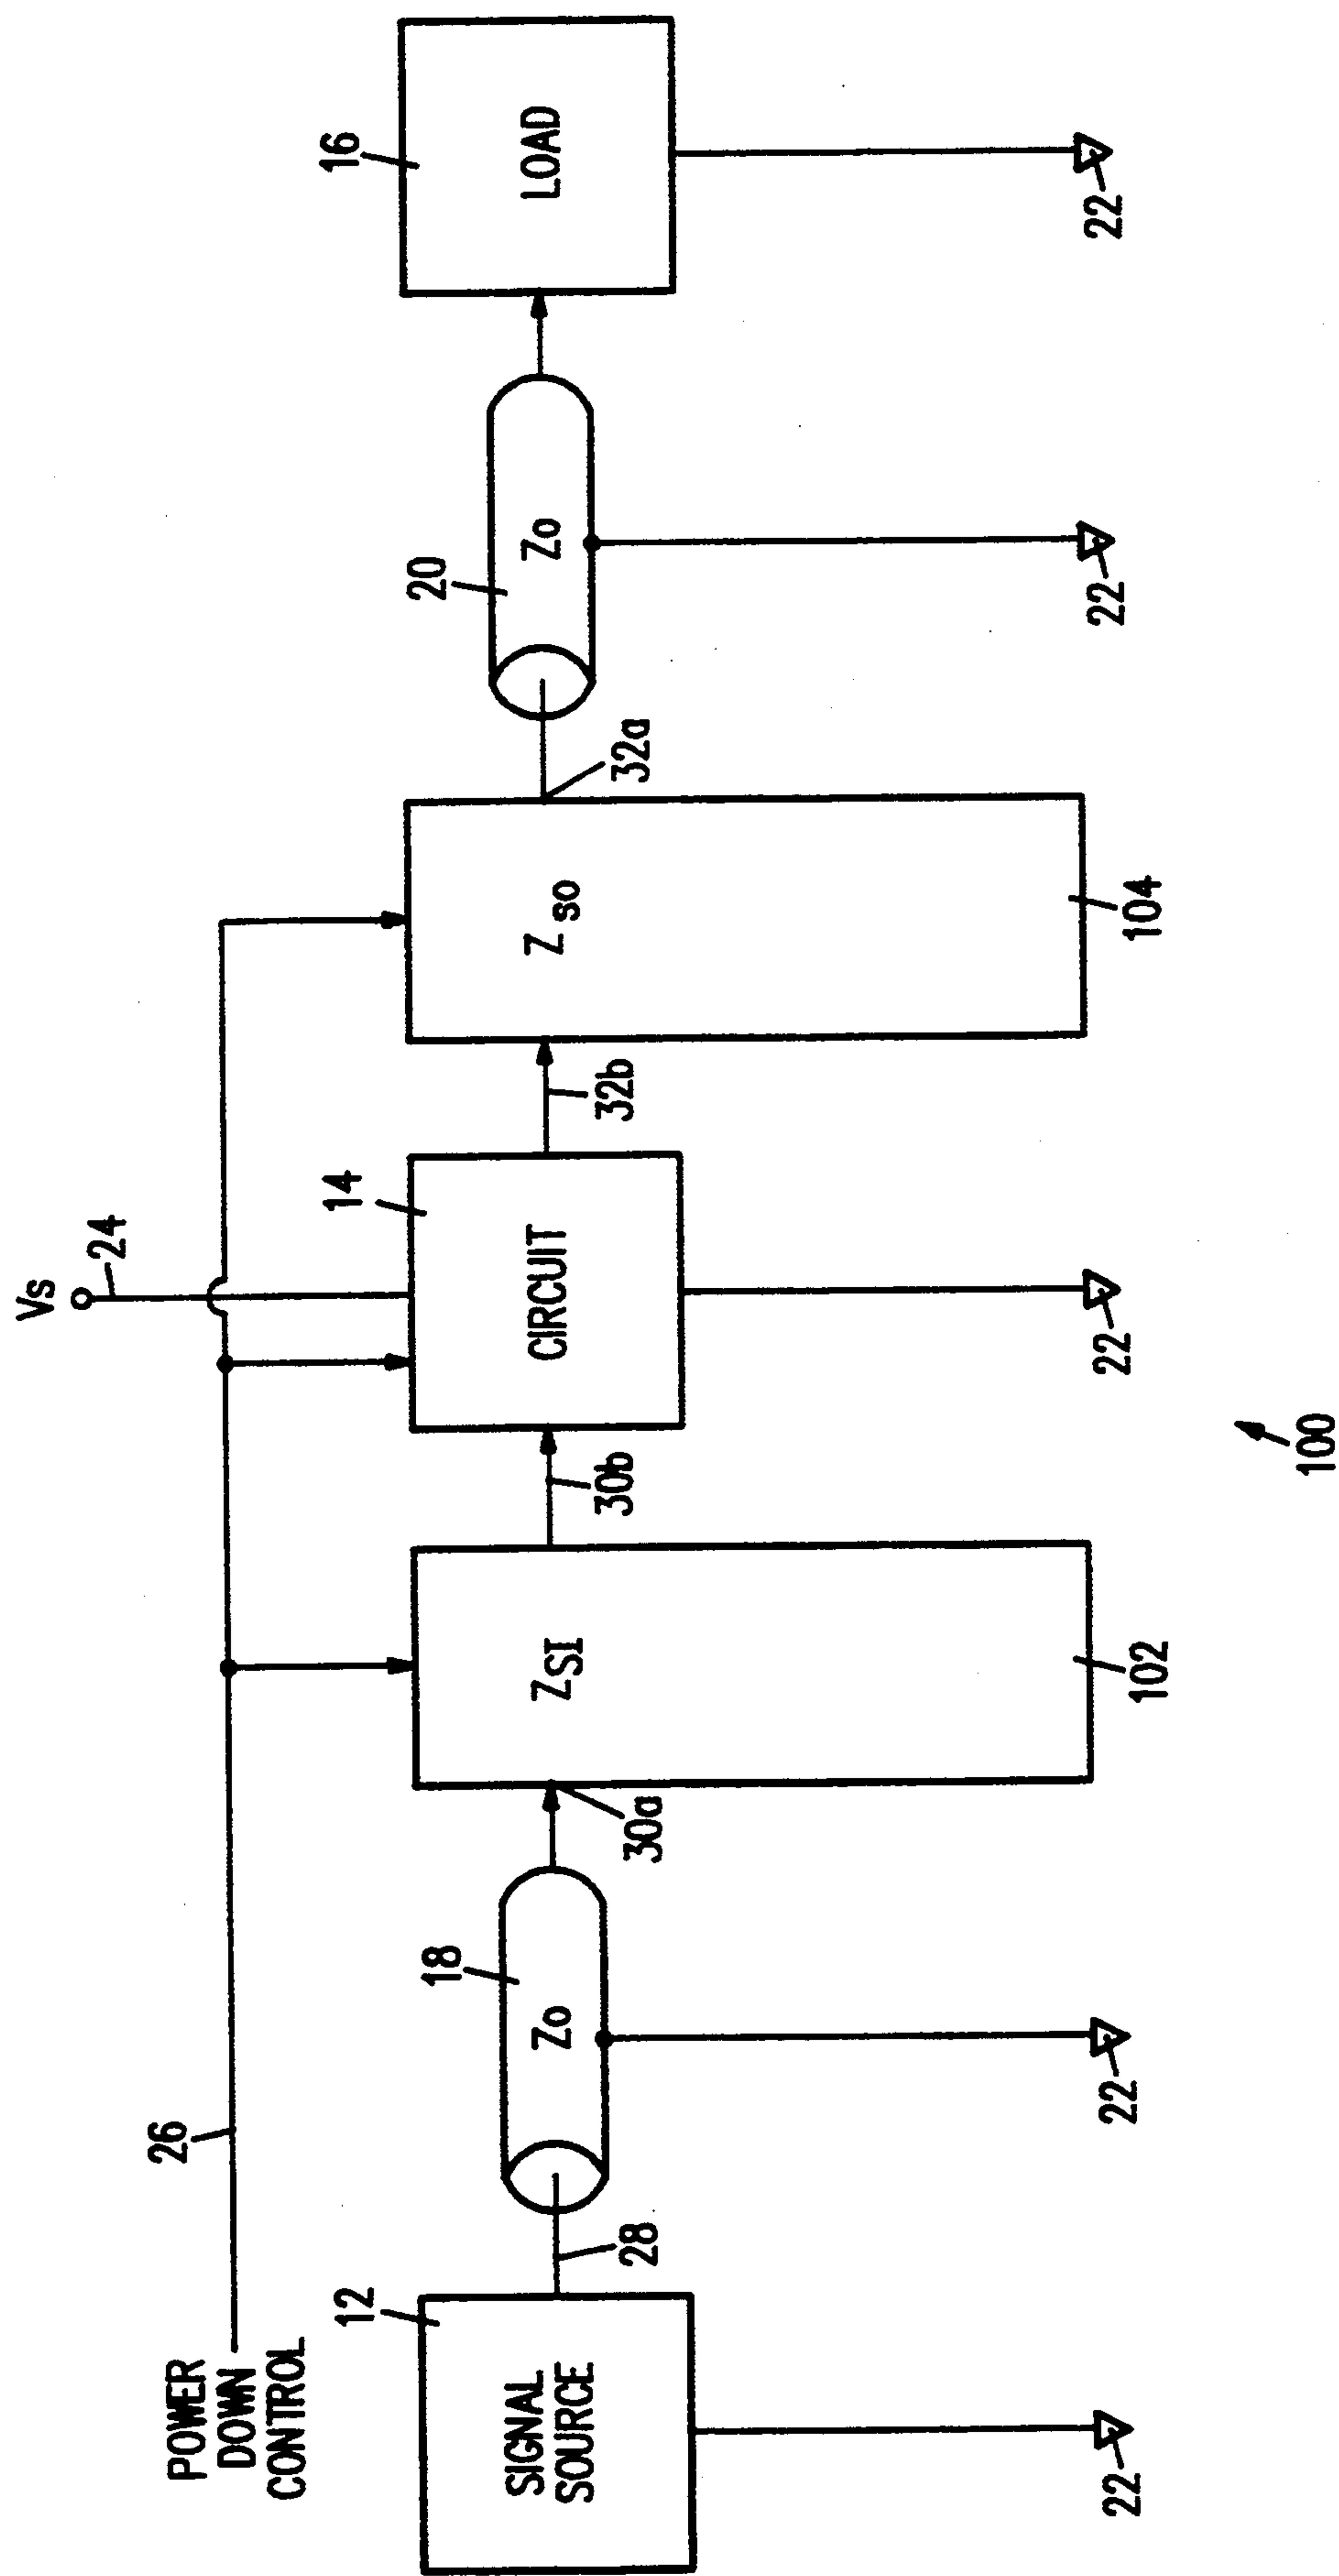 POWER
DOWN
CONTROL
26
Vs
24
12
SIGNAL
SOURCE
28
18
Zo
30a
ZSI
102
30b
14
CIRCUIT
32b
Zso
104
32a
20
Zo
16
LOAD
22
22
22
22
22
100